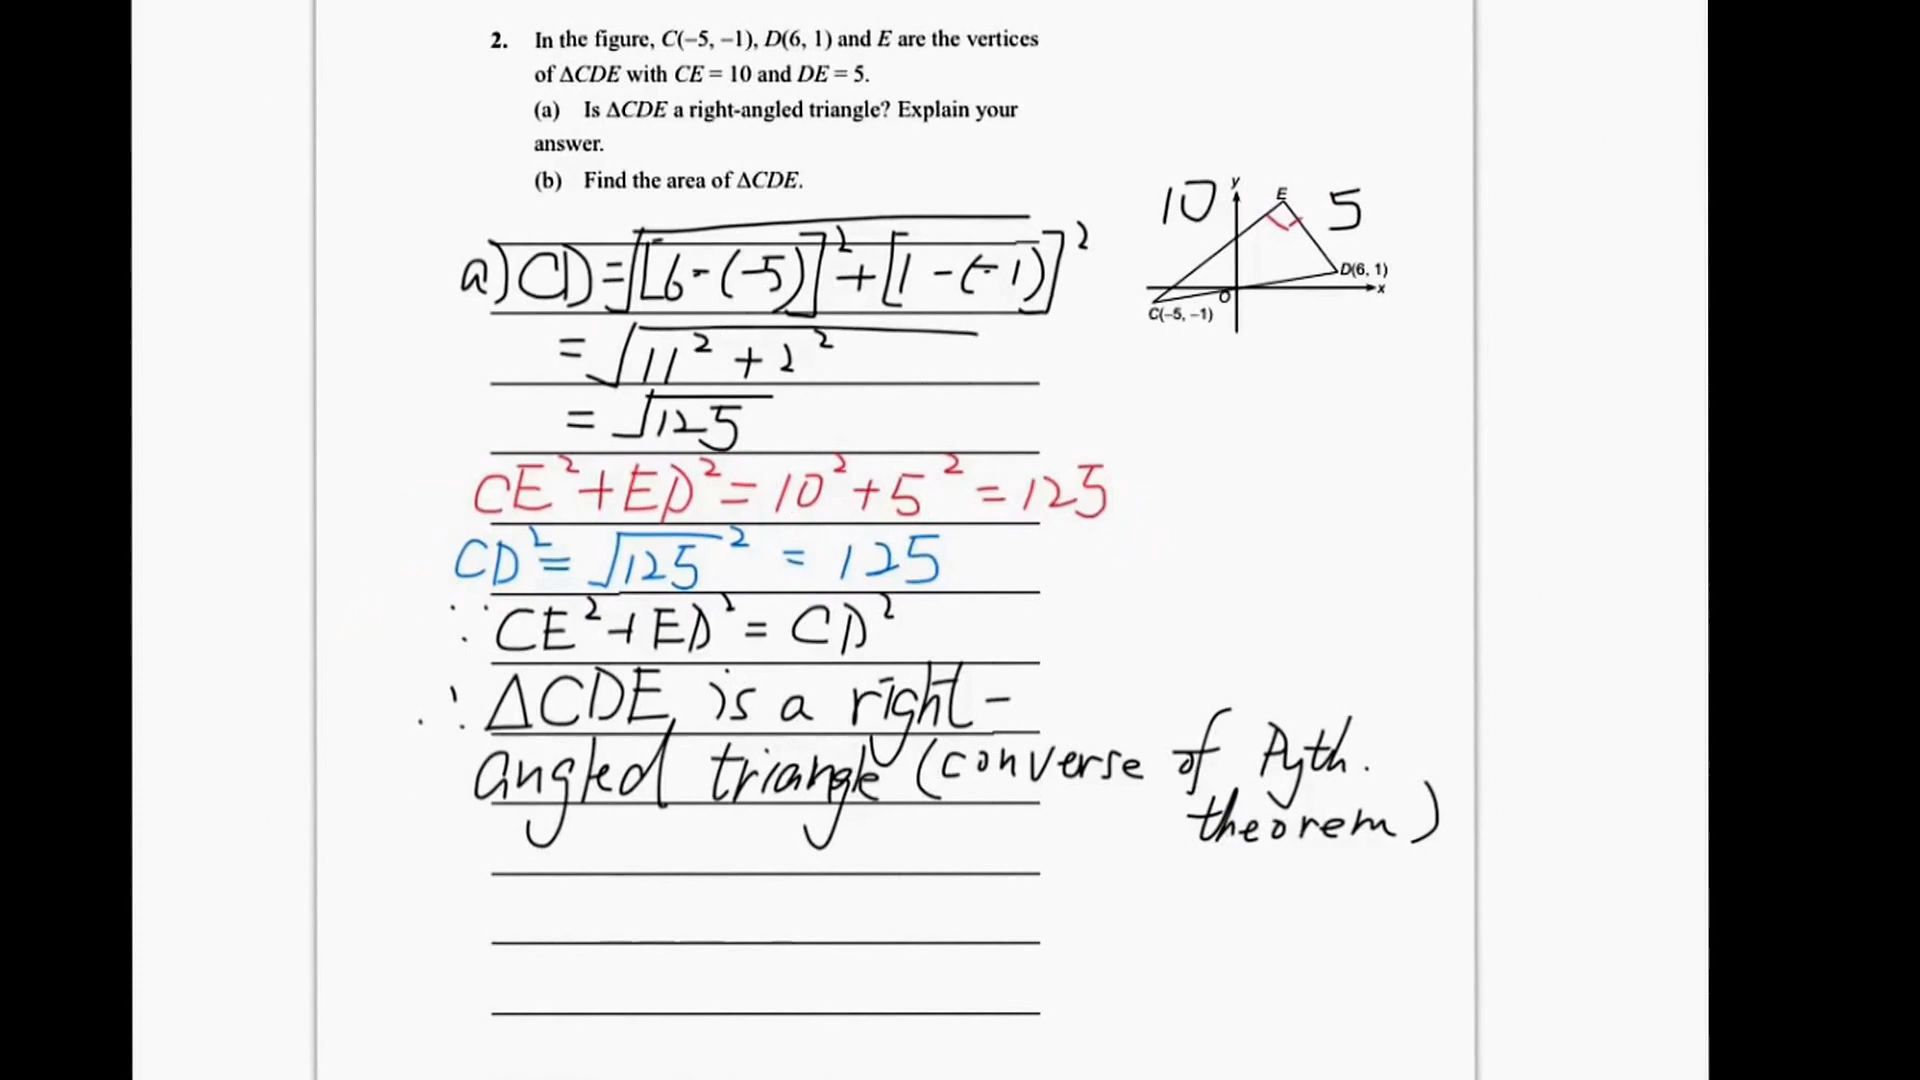 2. In the figure, C(−5, −1), D(6, 1) and E are the vertices
of ΔCDE with CE = 10 and DE = 5.
(a) Is ΔCDE a right-angled triangle? Explain your
answer.
(b) Find the area of ΔCDE.
10 y E 5
D(6, 1)
x
O
C(−5, −1)
a) CD = √[6-(-5)]² + [1-(-1)]²
= √11² + 2²
= √125
CE² + ED² = 10² + 5² = 125
CD² = √125² = 125
∵ CE² + ED² = CD²
∴ ΔCDE is a right-
angled triangle (converse of Pyth.
theorem)